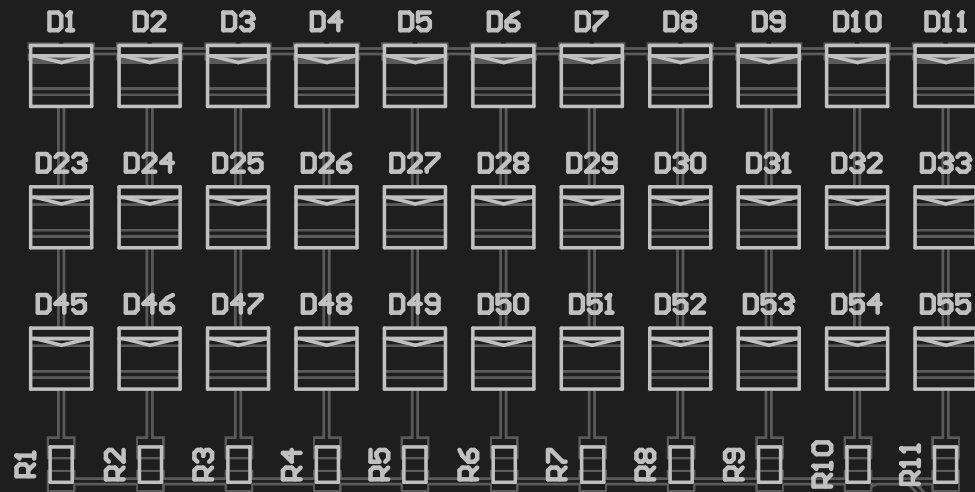 D1 D2 D3 D4 D5 D6 D7 D8 D9 D10 D11
D23 D24 D25 D26 D27 D28 D29 D30 D31 D32 D33
D45 D46 D47 D48 D49 D50 D51 D52 D53 D54 D55
R1 R2 R3 R4 R5 R6 R7 R8 R9 R10 R11